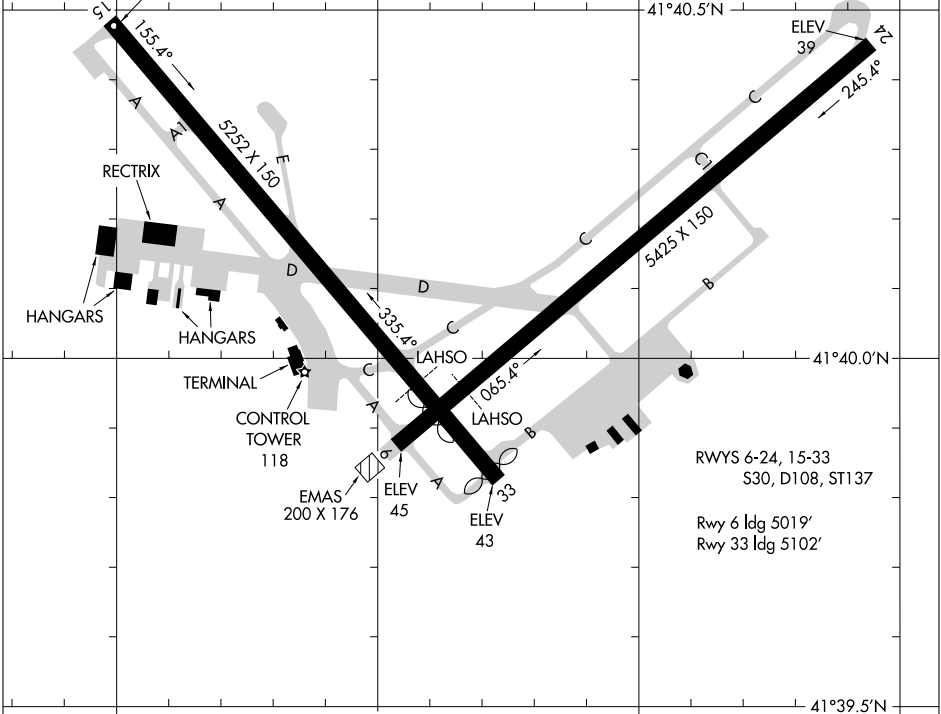 41°40.5'N
15
155.4°
ELEV
39
24
245.4°
A
A1
5252 X 150
E
C
RECTRIX
A
C1
C
5425 X 150
D
D
B
HANGARS
HANGARS
335.4°
C
LAHSO
41°40.0'N
TERMINAL
C
065.4°
A
LAHSO
CONTROL
TOWER
118
B
6
RWYS 6-24, 15-33
S30, D108, ST137
EMAS
200 X 176
ELEV
45
A
33
ELEV
43
Rwy 6 ldg 5019'
Rwy 33 ldg 5102'
41°39.5'N